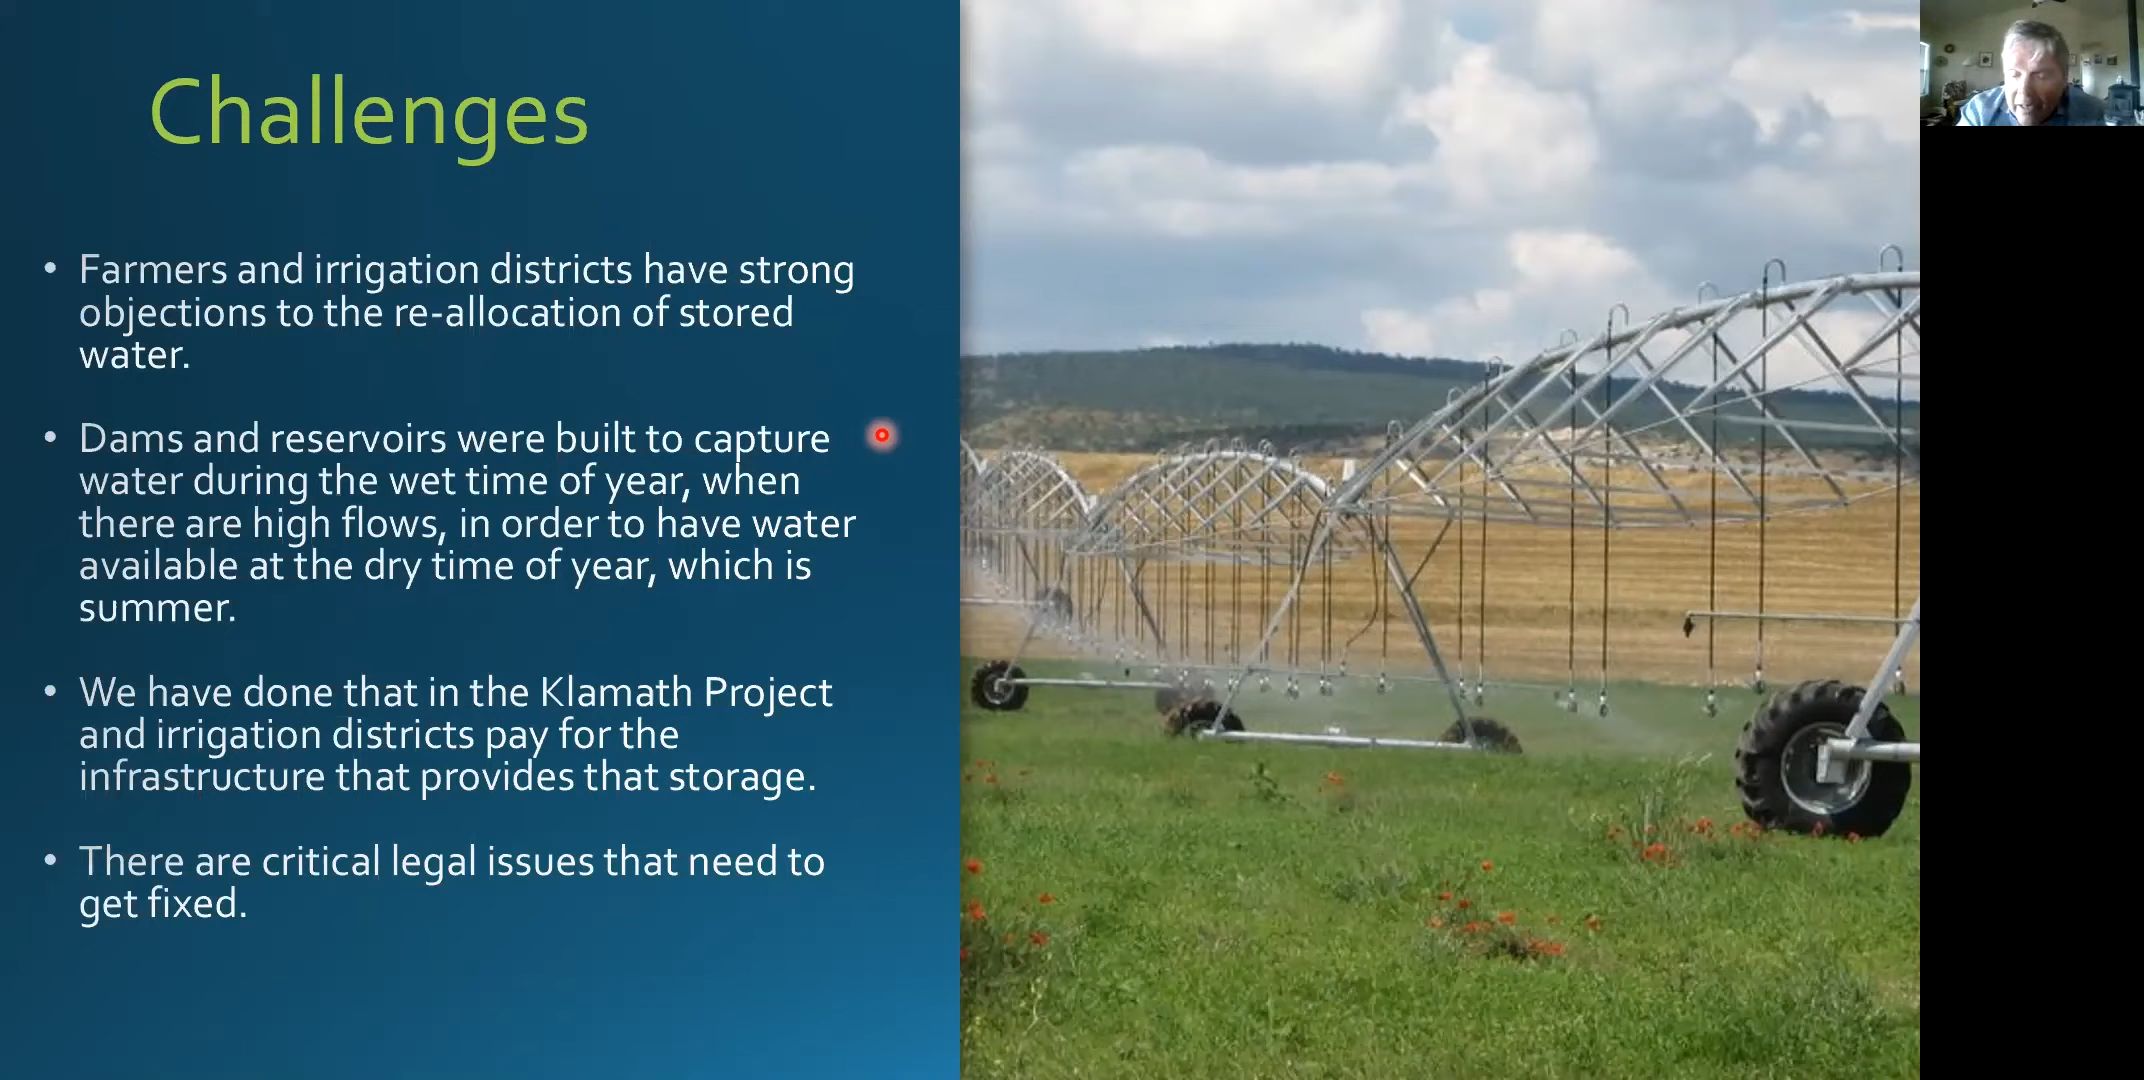 Challenges
• Farmers and irrigation districts have strong
objections to the re-allocation of stored
water.
• Dams and reservoirs were built to capture
water during the wet time of year, when
there are high flows, in order to have water
available at the dry time of year, which is
summer.
• We have done that in the Klamath Project
and irrigation districts pay for the
infrastructure that provides that storage.
• There are critical legal issues that need to
get fixed.